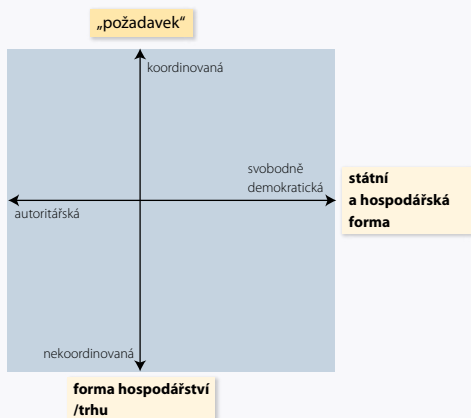 „požadavek“
koordinovaná
svobodně
demokratická
státní
a hospodářská
forma
autoritářská
nekoordinovaná
forma hospodářství
/trhu